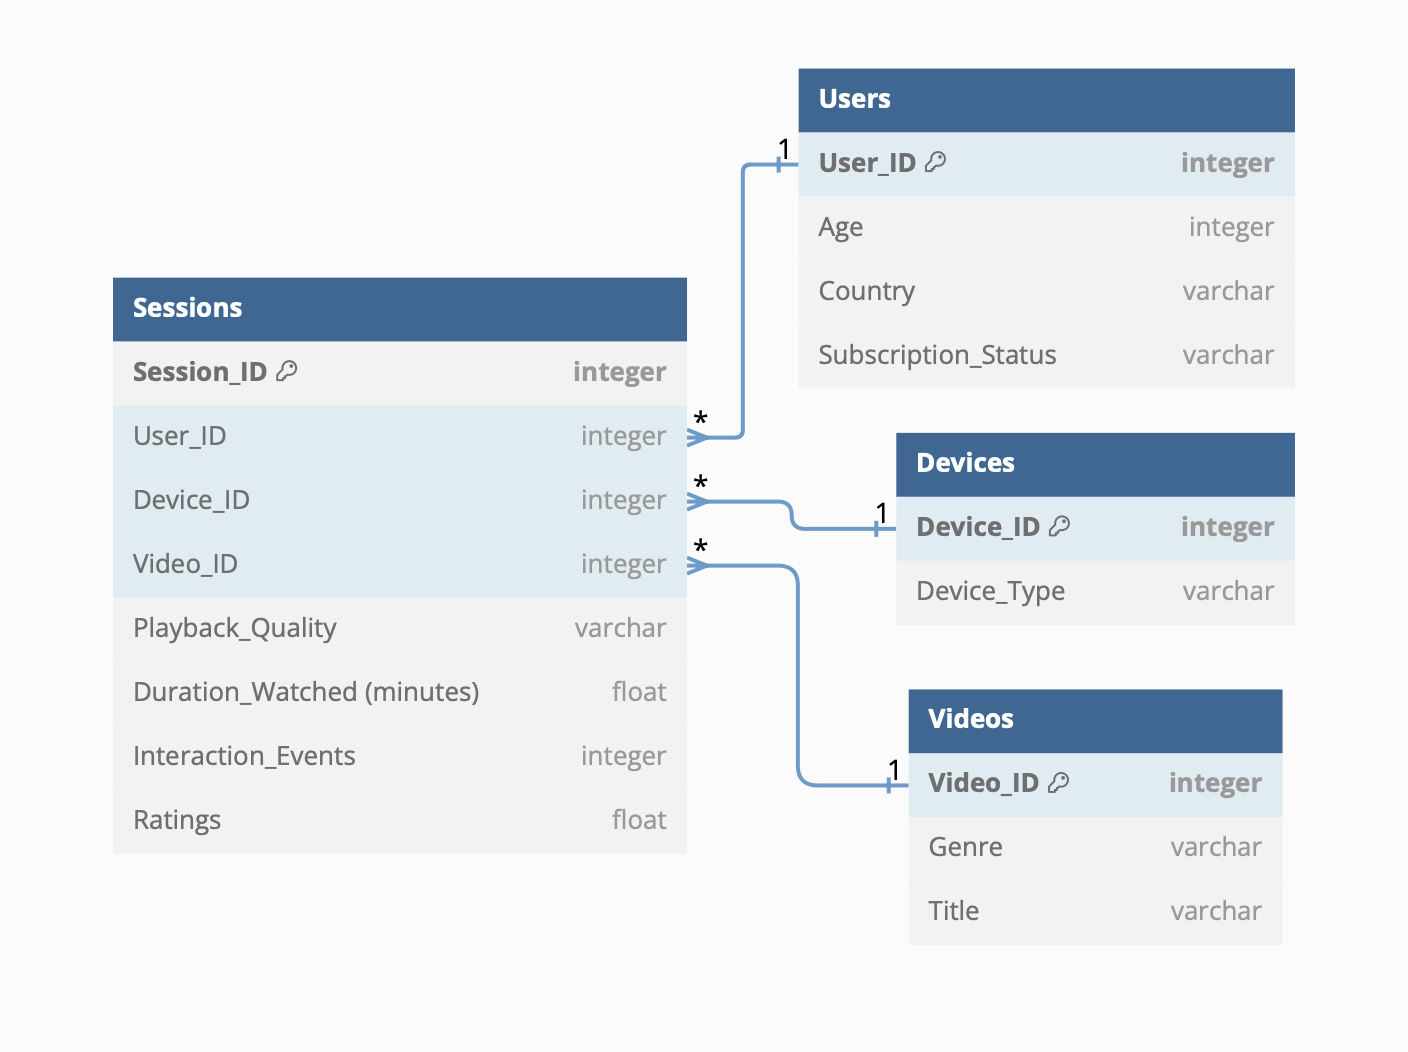 Users
User_ID integer
Age integer
Country varchar
Subscription_Status varchar
1
Sessions
Session_ID integer
User_ID integer
Device_ID integer
Video_ID integer
Playback_Quality varchar
Duration_Watched (minutes) float
Interaction_Events integer
Ratings float
*
*
*
Devices
Device_ID integer
Device_Type varchar
1
Videos
Video_ID integer
Genre varchar
Title varchar
1